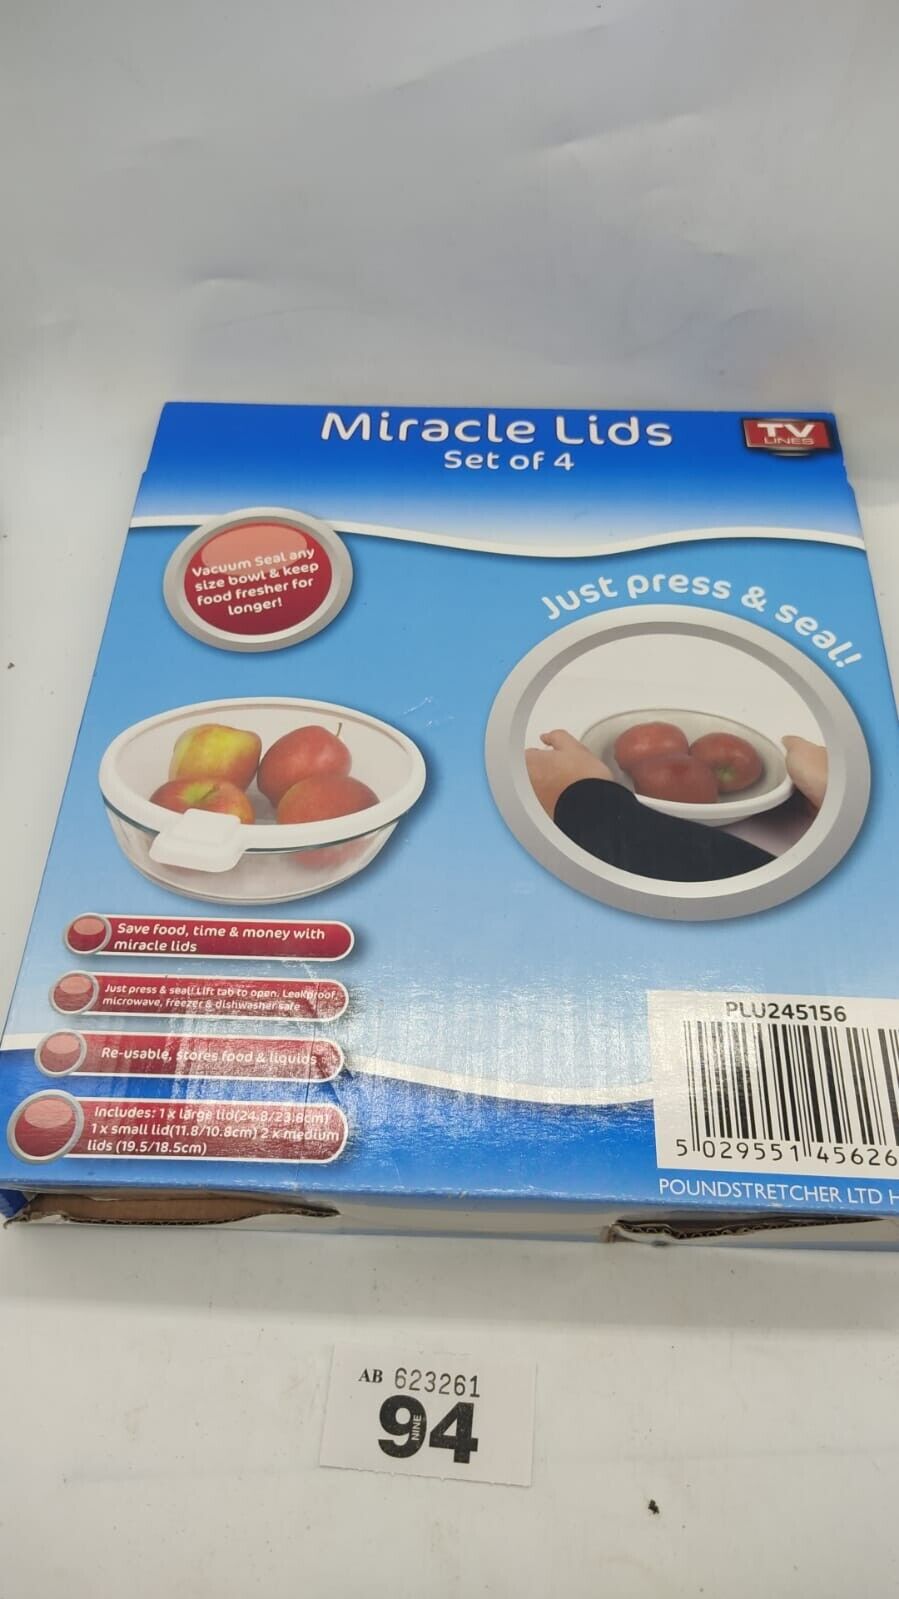 Miracle Lids
Set of 4
TV
LINES
Vacuum Seal any
size bowl & keep
food fresher for
longer!
Just press & seal!
Save food, time & money with
miracle lids
Just press & seal! Lift tab to open. Leakproof,
microwave, freezer & dishwasher safe
Re-usable, stores food & liquids
Includes: 1 x large lid(24.8/23.8cm)
1 x small lid(11.8/10.8cm) 2 x medium
lids (19.5/18.5cm)
PLU245156
5 029551 45626
POUNDSTRETCHER LTD H
AB 623261
94
NINE